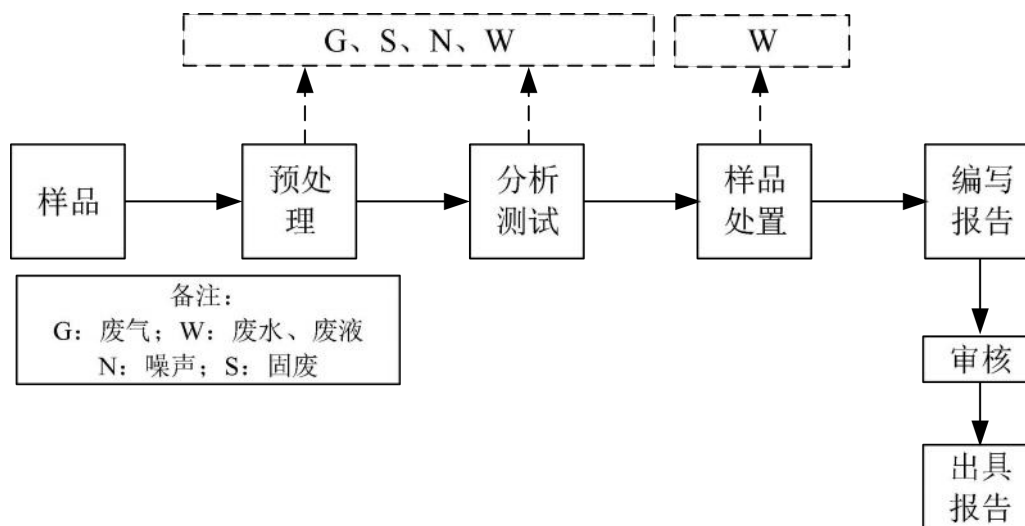 G、S、N、W
W
样品
预处
理
分析
测试
样品
处置
编写
报告
备注：
G：废气；W：废水、废液
N：噪声；S：固废
审核
出具
报告